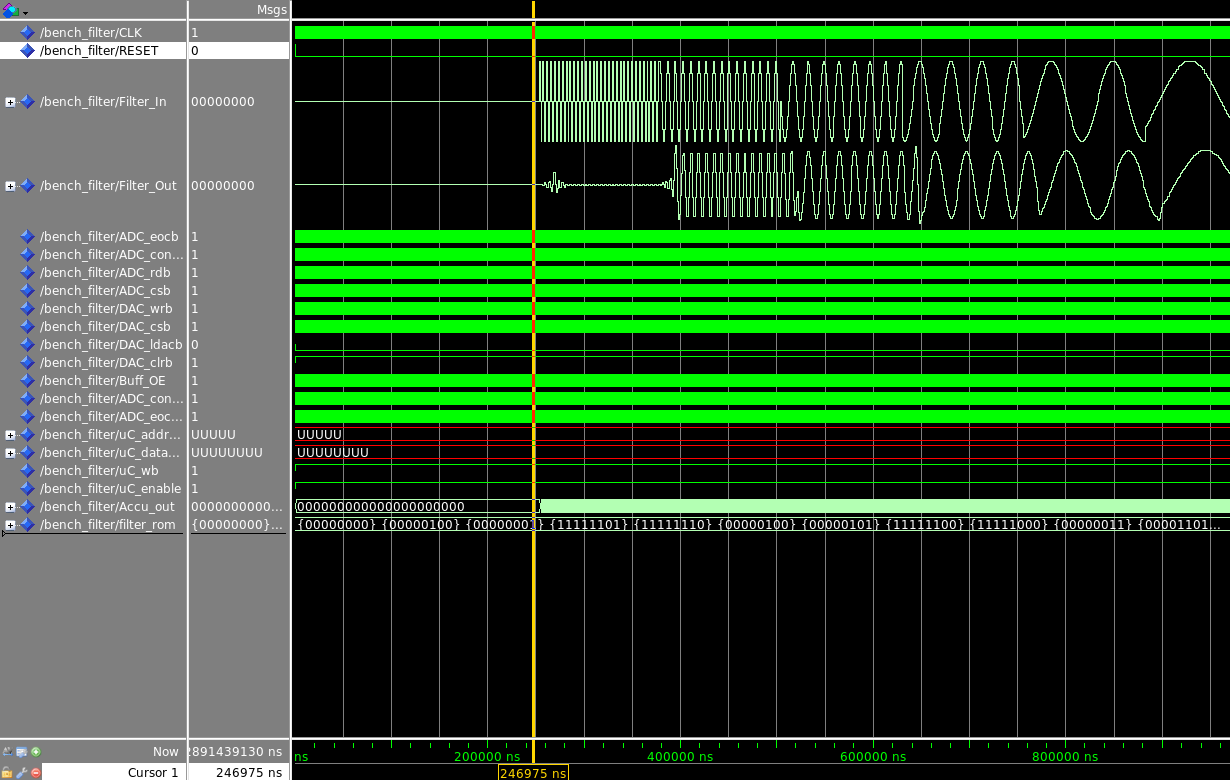 Msgs
/bench_filter/CLK 1
/bench_filter/RESET 0
/bench_filter/Filter_In 00000000
/bench_filter/Filter_Out 00000000
/bench_filter/ADC_eocb 1
/bench_filter/ADC_con... 1
/bench_filter/ADC_rdb 1
/bench_filter/ADC_csb 1
/bench_filter/DAC_wrb 1
/bench_filter/DAC_csb 1
/bench_filter/DAC_ldacb 0
/bench_filter/DAC_clrb 1
/bench_filter/Buff_OE 1
/bench_filter/ADC_con... 1
/bench_filter/ADC_eoc... 1
/bench_filter/uC_addr... UUUUU UUUUU
/bench_filter/uC_data... UUUUUUUU UUUUUUUU
/bench_filter/uC_wb 1
/bench_filter/uC_enable 1
/bench_filter/Accu_out 0000000000... 000000000000000000000
/bench_filter/filter_rom {00000000}... {00000000} {00000100} {00000001} {11111101} {11111110} {00000100} {00000101} {11111100} {11111000} {00000011} {00001101...
Now 2891439130 ns ns 200000 ns 400000 ns 600000 ns 800000 ns
Cursor 1 246975 ns 246975 ns